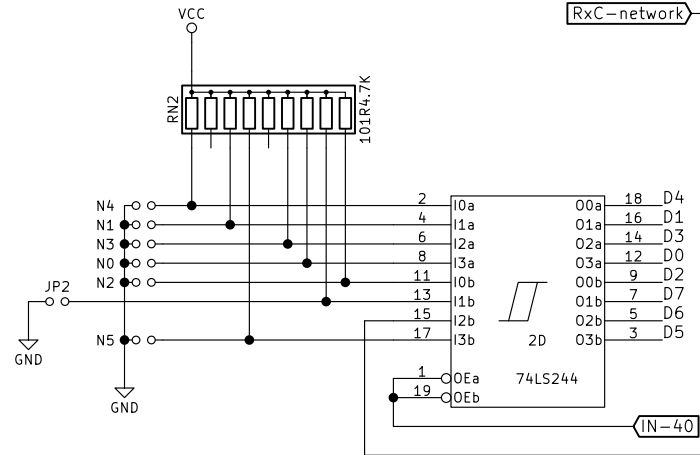 RxC-network
VCC
RN2
101R4.7K
N4 2 I0a O0a 18 D4
N1 4 I1a O1a 16 D1
N3 6 I2a O2a 14 D3
N0 8 I3a O3a 12 D0
N2 11 I0b O0b 9 D2
JP2 13 I1b O1b 7 D7
15 I2b O2b 5 D6
N5 17 I3b O3b 3 D5
2D
GND
1 OEa 74LS244
19 OEb
GND
IN-40